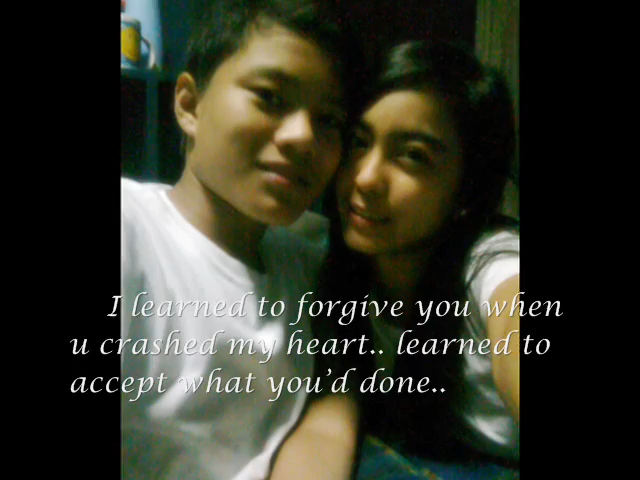 I learned to forgive you when
u crashed my heart.. learned to
accept what you'd done..